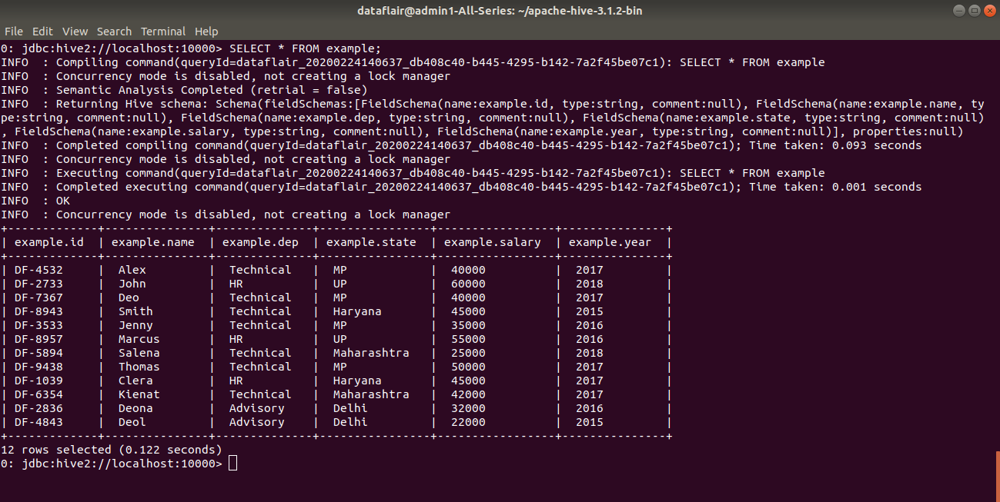 dataflair@admin1-All-Series: ~/apache-hive-3.1.2-bin
File Edit View Search Terminal Help
0: jdbc:hive2://localhost:10000> SELECT * FROM example;
INFO  : Compiling command(queryId=dataflair_20200224140637_db408c40-b445-4295-b142-7a2f45be07c1): SELECT * FROM example
INFO  : Concurrency mode is disabled, not creating a lock manager
INFO  : Semantic Analysis Completed (retrial = false)
INFO  : Returning Hive schema: Schema(fieldSchemas:[FieldSchema(name:example.id, type:string, comment:null), FieldSchema(name:example.name, ty
pe:string, comment:null), FieldSchema(name:example.dep, type:string, comment:null), FieldSchema(name:example.state, type:string, comment:null)
, FieldSchema(name:example.salary, type:string, comment:null), FieldSchema(name:example.year, type:string, comment:null)], properties:null)
INFO  : Completed compiling command(queryId=dataflair_20200224140637_db408c40-b445-4295-b142-7a2f45be07c1); Time taken: 0.093 seconds
INFO  : Concurrency mode is disabled, not creating a lock manager
INFO  : Executing command(queryId=dataflair_20200224140637_db408c40-b445-4295-b142-7a2f45be07c1): SELECT * FROM example
INFO  : Completed executing command(queryId=dataflair_20200224140637_db408c40-b445-4295-b142-7a2f45be07c1); Time taken: 0.001 seconds
INFO  : OK
INFO  : Concurrency mode is disabled, not creating a lock manager
+-------------+---------------+--------------+----------------+-----------------+---------------+
| example.id  | example.name  | example.dep  | example.state  | example.salary  | example.year  |
+-------------+---------------+--------------+----------------+-----------------+---------------+
| DF-4532     |  Alex         |  Technical   |  MP            |  40000          |  2017         |
| DF-2733     |  John         |  HR          |  UP            |  60000          |  2018         |
| DF-7367     |  Deo          |  Technical   |  MP            |  40000          |  2017         |
| DF-8943     |  Smith        |  Technical   |  Haryana       |  45000          |  2015         |
| DF-3533     |  Jenny        |  Technical   |  MP            |  35000          |  2016         |
| DF-8957     |  Marcus       |  HR          |  UP            |  55000          |  2016         |
| DF-5894     |  Salena       |  Technical   |  Maharashtra   |  25000          |  2018         |
| DF-9438     |  Thomas       |  Technical   |  MP            |  50000          |  2017         |
| DF-1039     |  Clera        |  HR          |  Haryana       |  45000          |  2017         |
| DF-6354     |  Kienat       |  Technical   |  Maharashtra   |  42000          |  2017         |
| DF-2836     |  Deona        |  Advisory    |  Delhi         |  32000          |  2016         |
| DF-4843     |  Deol         |  Advisory    |  Delhi         |  22000          |  2015         |
+-------------+---------------+--------------+----------------+-----------------+---------------+
12 rows selected (0.122 seconds)
0: jdbc:hive2://localhost:10000>